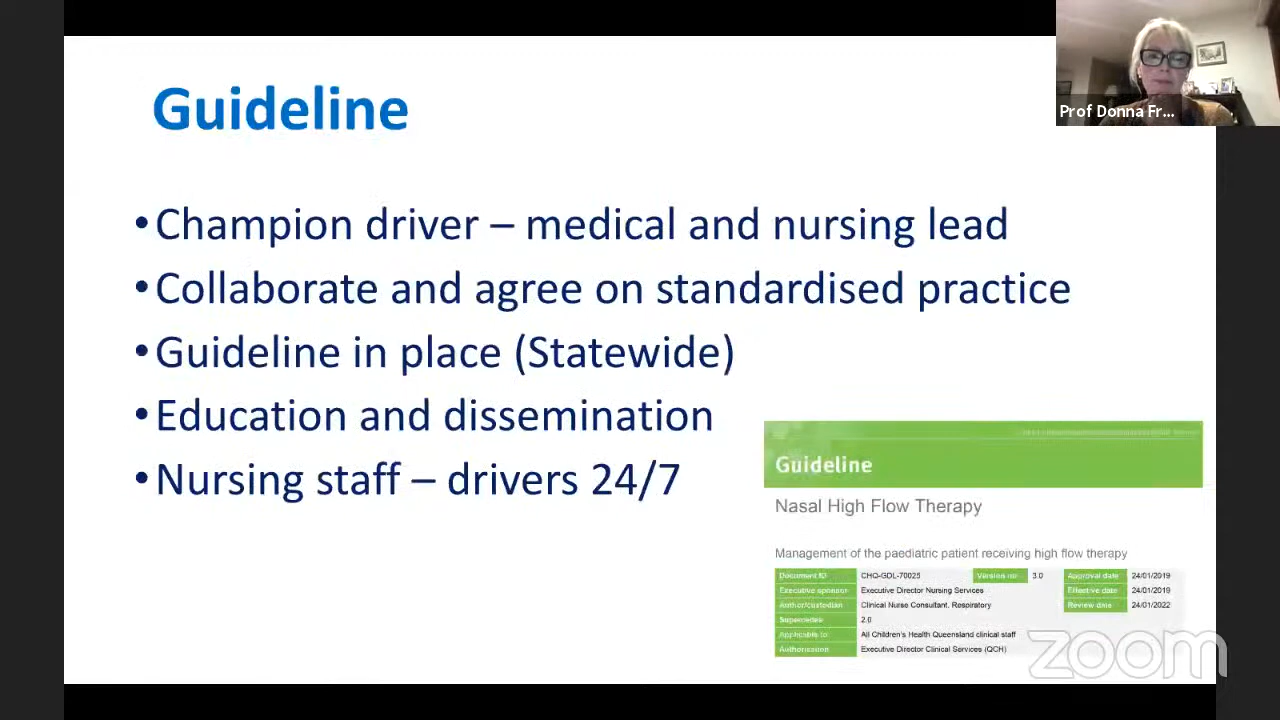 Guideline
Prof Donna Fr...
•Champion driver – medical and nursing lead
•Collaborate and agree on standardised practice
•Guideline in place (Statewide)
•Education and dissemination
•Nursing staff – drivers 24/7
Guideline
Nasal High Flow Therapy
Management of the paediatric patient receiving high flow therapy
Document ID CHQ-GDL-70025 Version no. 3.0 Approval date 24/01/2019
Executive sponsor Executive Director Nursing Services Effective date 24/01/2019
Author/custodian Clinical Nurse Consultant, Respiratory Review date 24/01/2022
Supersedes 2.0
Applicable to All Children's Health Queensland clinical staff
Authorisation Executive Director Clinical Services (QCH)
zoom